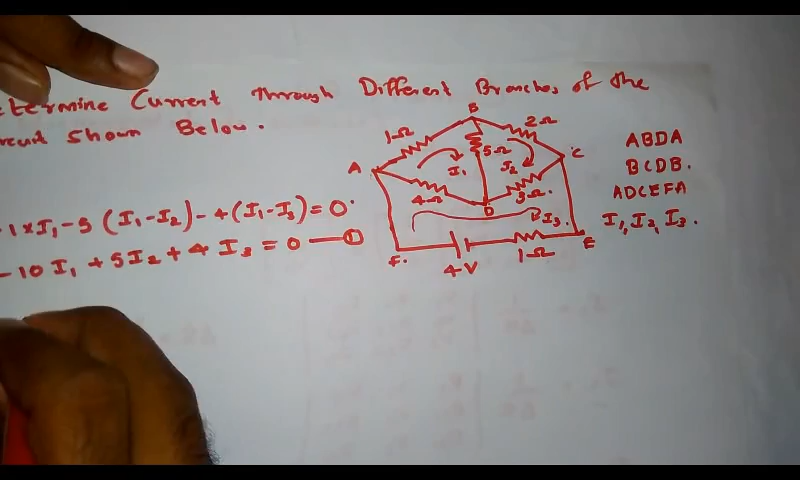 etermine Current Through Different Branches of the
rcuit Shown Below.
B
1Ω
2Ω
5Ω
A
C
I₁
I₂
4Ω
3Ω.
D
I₃.
F.
4V
1Ω
E
ABDA
BCDB.
ADCEFA
I₁, I₂, I₃.
- 1×I₁ - 5 (I₁-I₂) - 4(I₁-I₃) = 0
- 10 I₁ + 5I₂ + 4 I₃ = 0 — ①